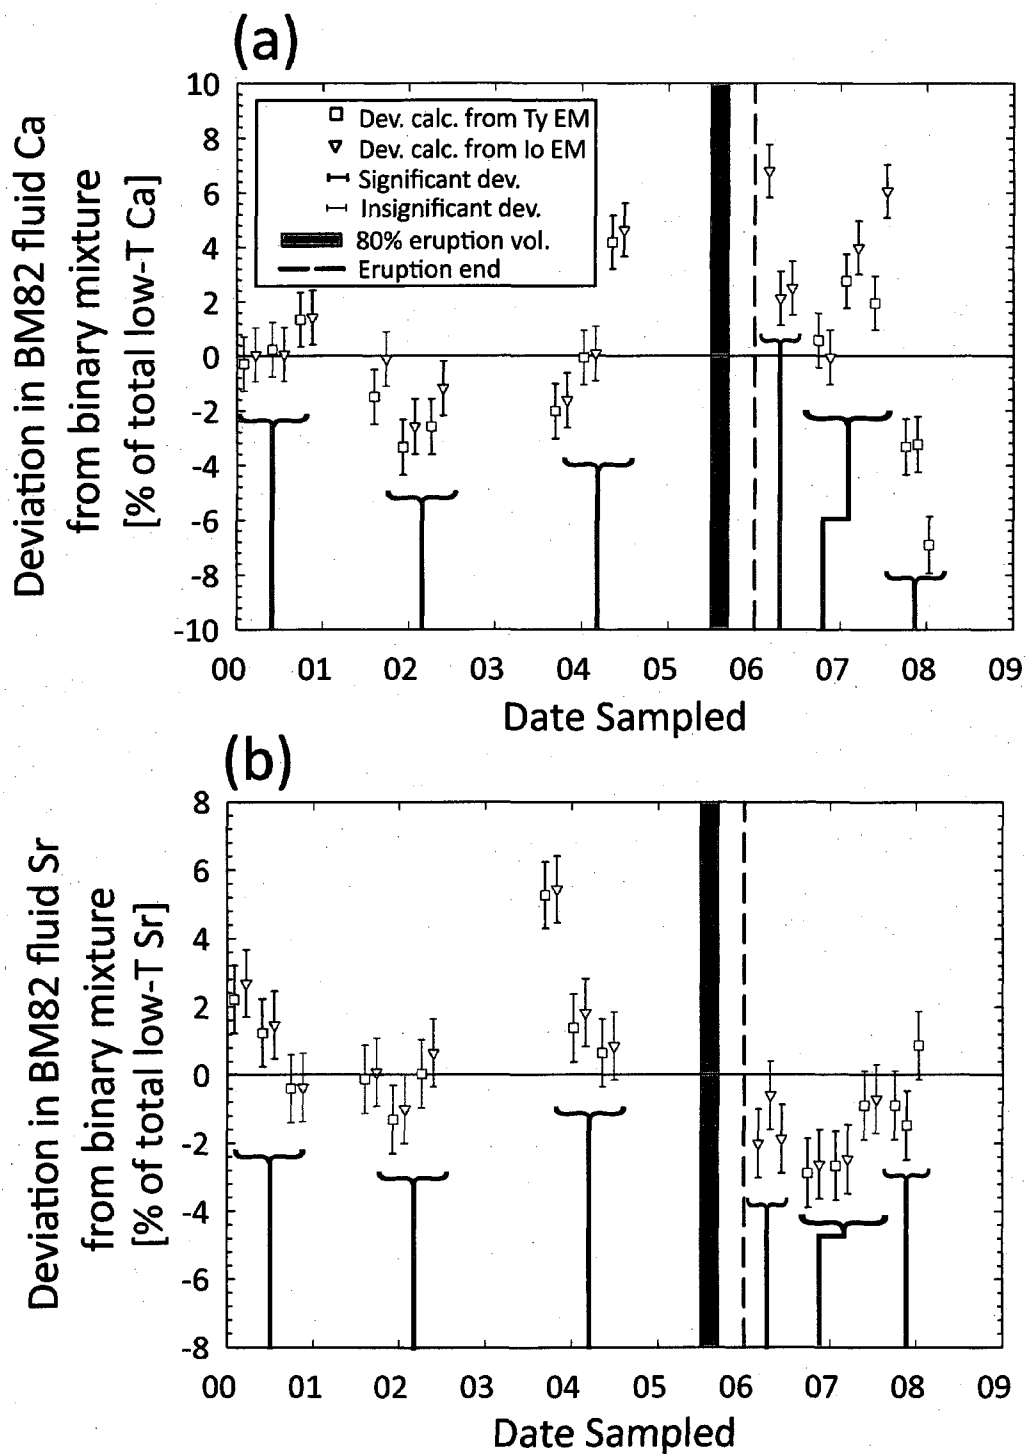 (a)
Deviation in BM82 fluid Ca
from binary mixture
[% of total low-T Ca]
10
8
6
4
2
0
-2
-4
-6
-8
-10
Dev. calc. from Ty EM
Dev. calc. from Io EM
Significant dev.
Insignificant dev.
80% eruption vol.
Eruption end
00 01 02 03 04 05 06 07 08 09
Date Sampled
(b)
Deviation in BM82 fluid Sr
from binary mixture
[% of total low-T Sr]
8
6
4
2
0
-2
-4
-6
-8
00 01 02 03 04 05 06 07 08 09
Date Sampled